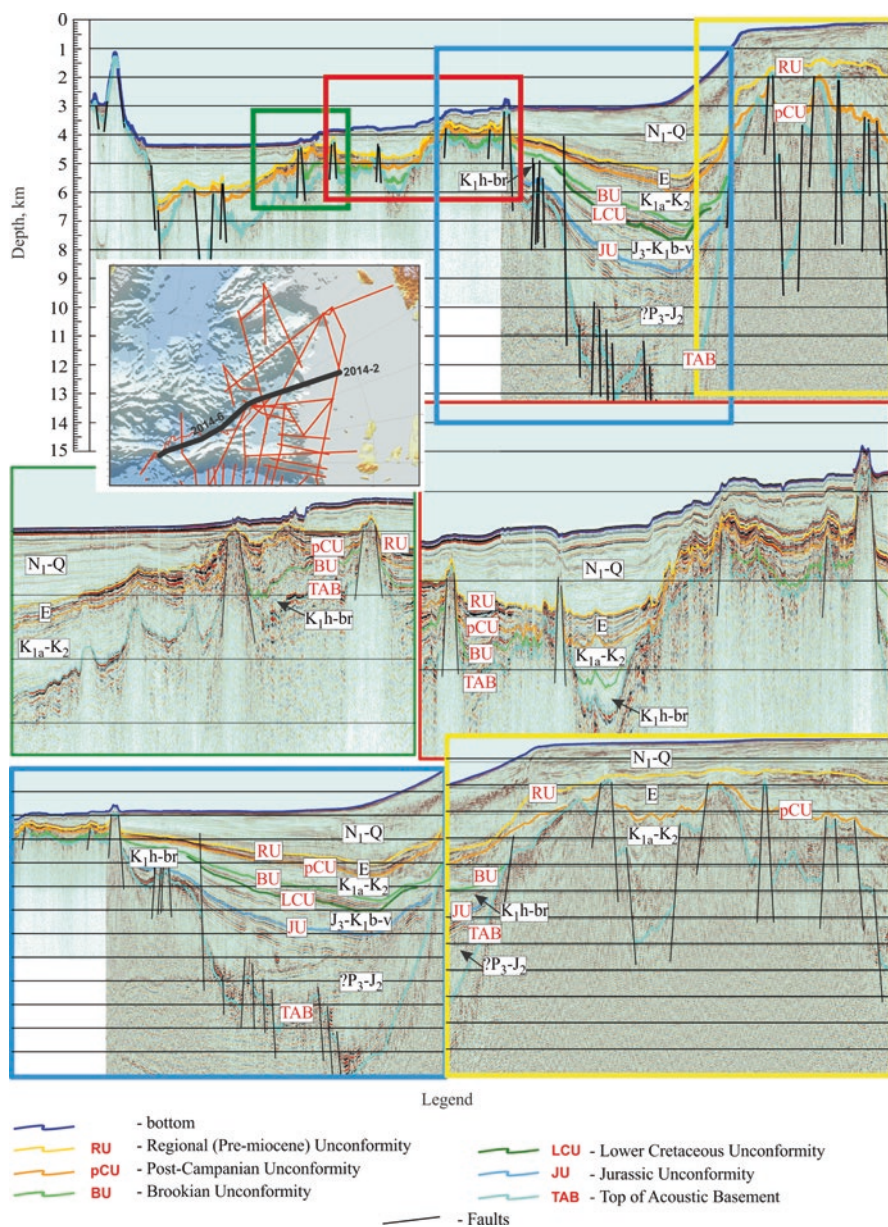 0
1
2
3
4
5
6
7
8
9
10
11
12
13
14
15
Depth, km
RU
pCU
N₁-Q
K₁h-br
E
BU
K₁a-K₂
LCU
JU
J₃-K₁b-v
?P₃-J₂
TAB
2014-2
2014-6
N₁-Q
pCU
RU
BU
TAB
E
K₁h-br
K₁a-K₂
N₁-Q
RU
E
pCU
K₁a-K₂
BU
TAB
K₁h-br
N₁-Q
K₁h-br
RU
pCU
E
BU
K₁a-K₂
LCU
J₃-K₁b-v
JU
?P₃-J₂
TAB
N₁-Q
RU
E
pCU
K₁a-K₂
BU
K₁h-br
JU
TAB
?P₃-J₂
Legend
- bottom
RU - Regional (Pre-miocene) Unconformity
pCU - Post-Campanian Unconformity
BU - Brookian Unconformity
LCU - Lower Cretaceous Unconformity
JU - Jurassic Unconformity
TAB - Top of Acoustic Basement
- Faults